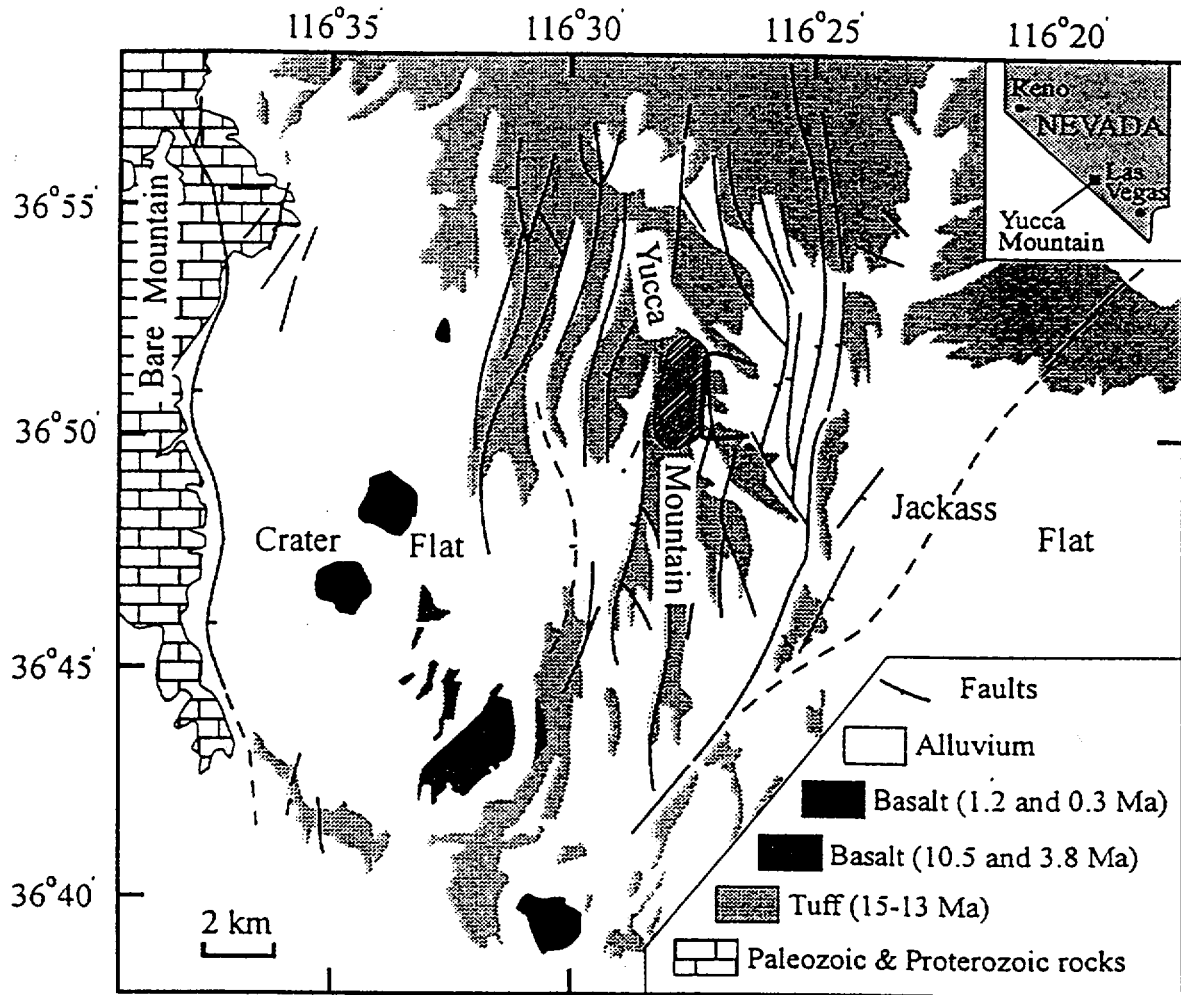 116°35'
116°30'
116°25'
116°20'
Reno
NEVADA
Las
Vegas
Yucca
Mountain
36°55'
36°50'
36°45'
36°40'
Bare Mountain
Yucca
Mountain
Crater Flat
Jackass
Flat
Faults
Alluvium
Basalt (1.2 and 0.3 Ma)
Basalt (10.5 and 3.8 Ma)
Tuff (15-13 Ma)
Paleozoic & Proterozoic rocks
2 km